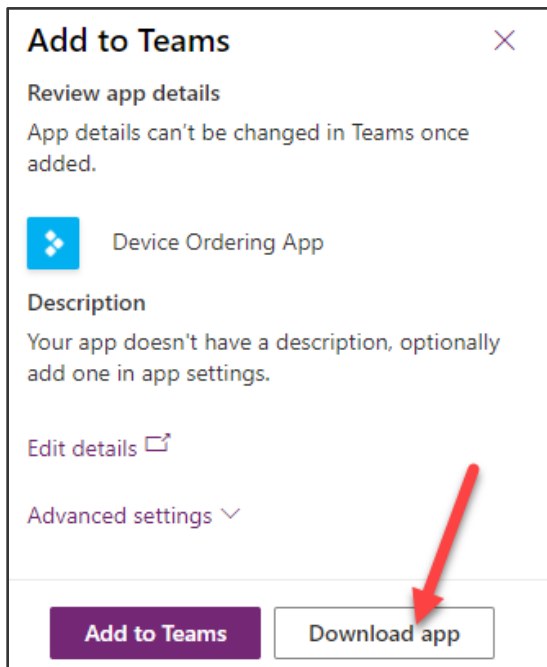 Add to Teams
Review app details
App details can't be changed in Teams once
added.
Device Ordering App
Description
Your app doesn't have a description, optionally
add one in app settings.
Edit details
Advanced settings
Add to Teams
Download app